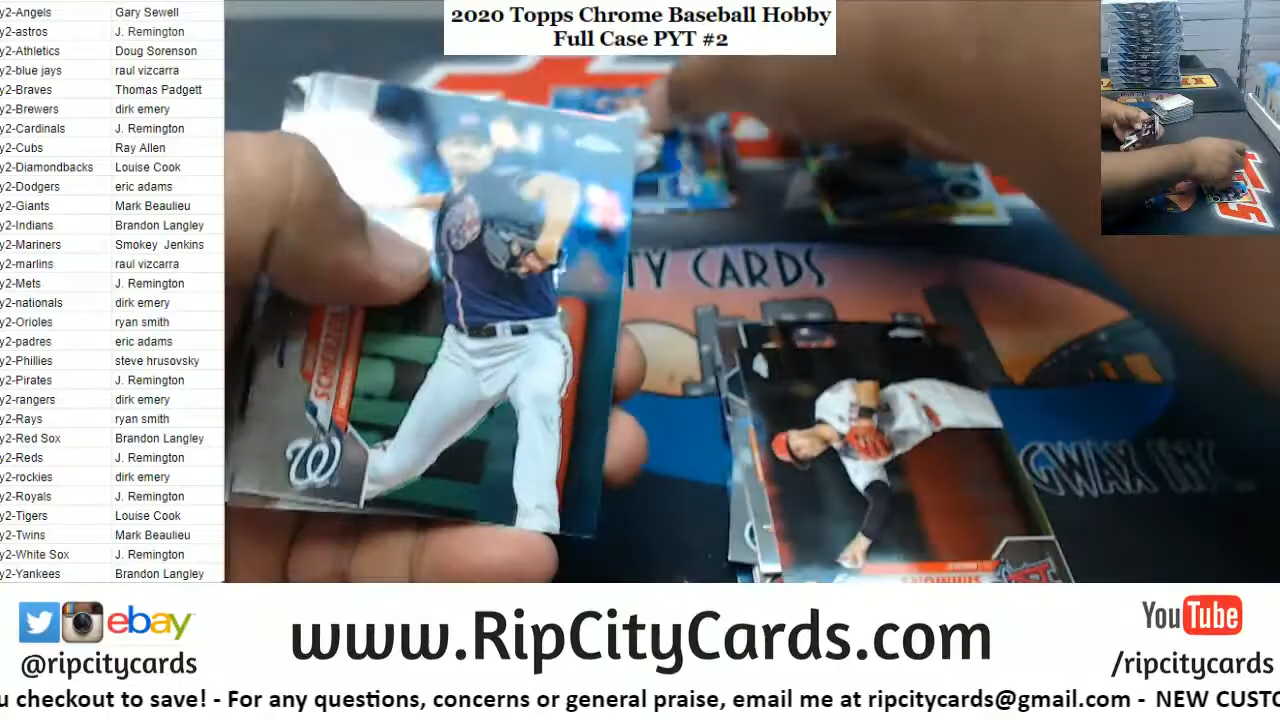 y2-Angels Gary Sewell
y2-astros J. Remington
y2-Athletics Doug Sorenson
y2-blue jays raul vizcarra
y2-Braves Thomas Padgett
y2-Brewers dirk emery
y2-Cardinals J. Remington
y2-Cubs Ray Allen
y2-Diamondbacks Louise Cook
y2-Dodgers eric adams
y2-Giants Mark Beaulieu
y2-Indians Brandon Langley
y2-Mariners Smokey Jenkins
y2-marlins raul vizcarra
y2-Mets J. Remington
y2-nationals dirk emery
y2-Orioles ryan smith
y2-padres eric adams
y2-Phillies steve hrusovsky
y2-Pirates J. Remington
y2-rangers dirk emery
y2-Rays ryan smith
y2-Red Sox Brandon Langley
y2-Reds J. Remington
y2-rockies dirk emery
y2-Royals J. Remington
y2-Tigers Louise Cook
y2-Twins Mark Beaulieu
y2-White Sox J. Remington
y2-Yankees Brandon Langley
2020 Topps Chrome Baseball Hobby
Full Case PYT #2
TY CARDS
SCHERZER
W
ebay
@ripcitycards
www.RipCityCards.com
YouTube
/ripcitycards
u checkout to save! - For any questions, concerns or general praise, email me at ripcitycards@gmail.com - NEW CUSTO